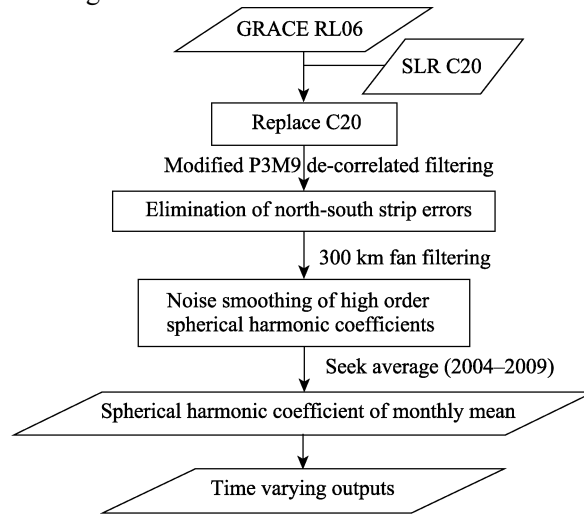 GRACE RL06
SLR C20
Replace C20
Modified P3M9 de-correlated filtering
Elimination of north-south strip errors
300 km fan filtering
Noise smoothing of high order
spherical harmonic coefficients
Seek average (2004–2009)
Spherical harmonic coefficient of monthly mean
Time varying outputs